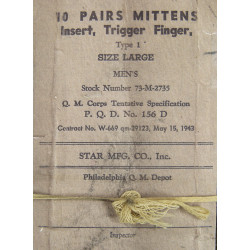 10 PAIRS MITTENS
Insert, Trigger Finger,
Type 1
SIZE LARGE
MEN'S
Stock Number 73-M-2735
Q. M. Corps Tentative Specification
P. Q. D. No. 156 D
Contract No. W-669 qm-29123, May 15, 1943
STAR MFG. CO., Inc.
Philadelphia Q. M. Depot
Inspector